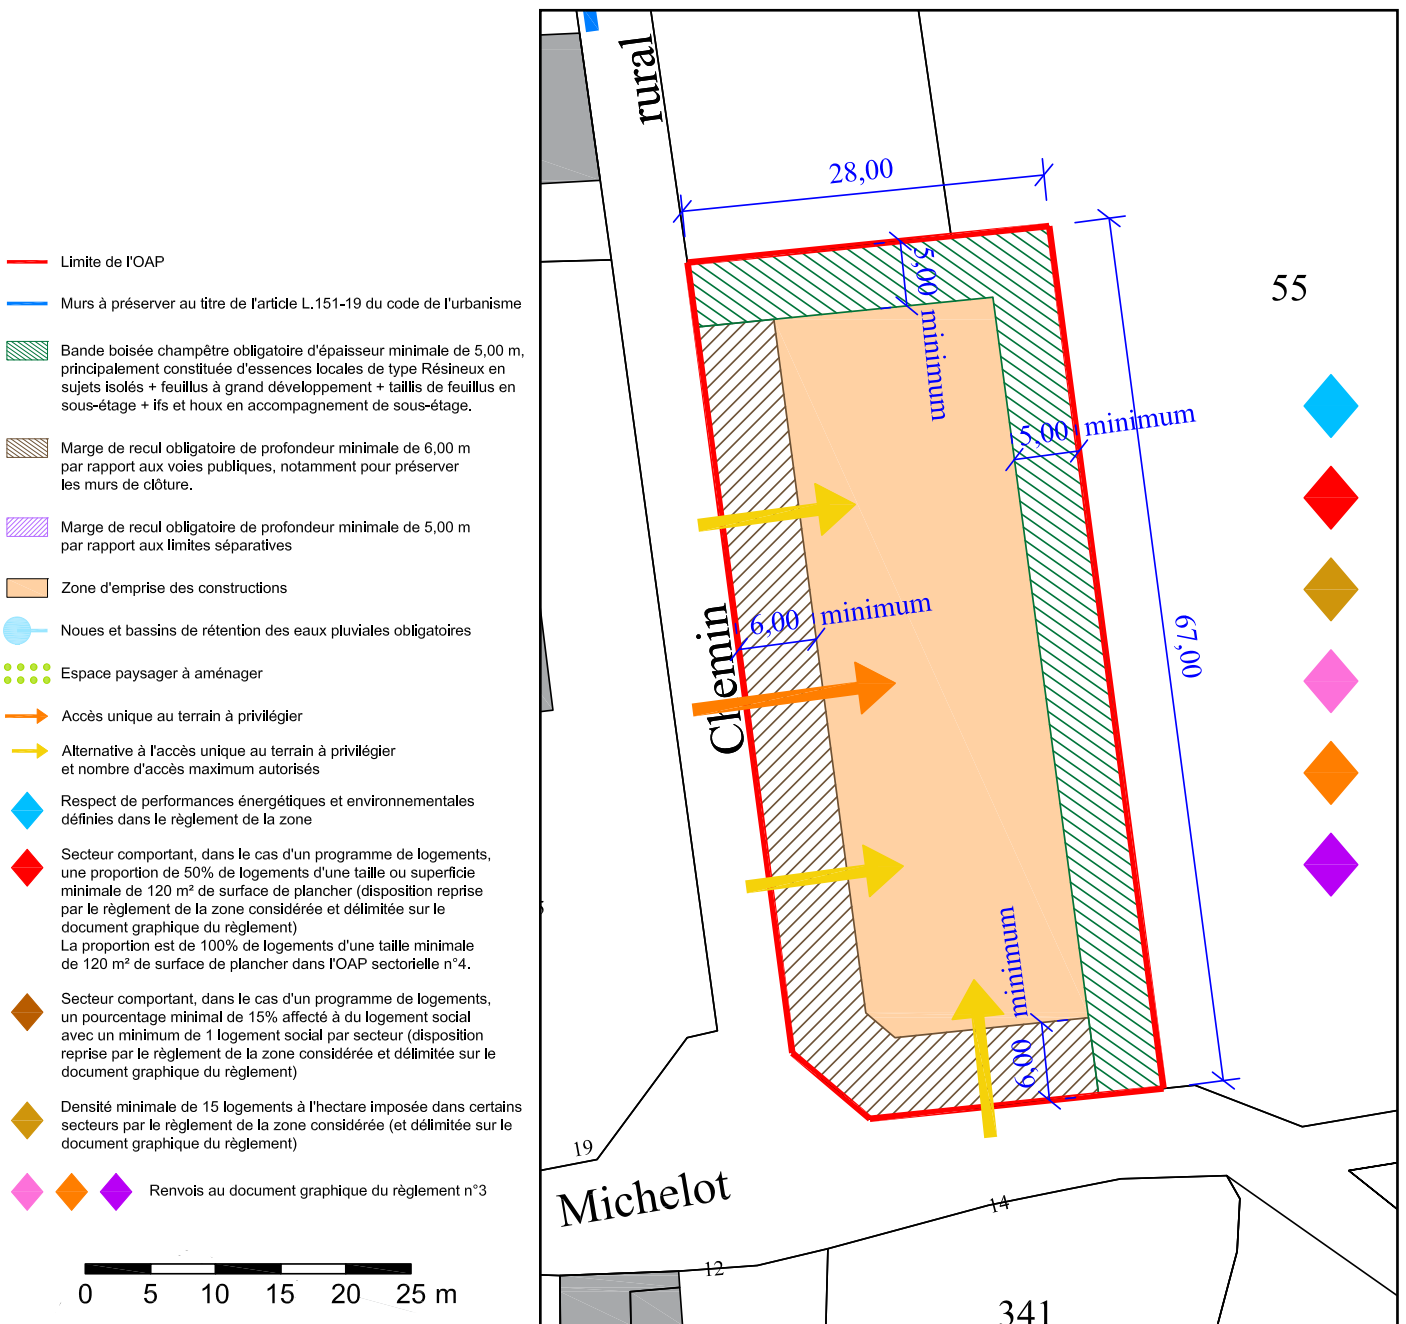 Limite de l'OAP
Murs à préserver au titre de l'article L.151-19 du code de l'urbanisme
Bande boisée champêtre obligatoire d'épaisseur minimale de 5,00 m,
principalement constituée d'essences locales de type Résineux en
sujets isolés + feuillus à grand développement + taillis de feuillus en
sous-étage + ifs et houx en accompagnement de sous-étage.
Marge de recul obligatoire de profondeur minimale de 6,00 m
par rapport aux voies publiques, notamment pour préserver
les murs de clôture.
Marge de recul obligatoire de profondeur minimale de 5,00 m
par rapport aux limites séparatives
Zone d'emprise des constructions
Noues et bassins de rétention des eaux pluviales obligatoires
Espace paysager à aménager
Accès unique au terrain à privilégier
Alternative à l'accès unique au terrain à privilégier
et nombre d'accès maximum autorisés
Respect de performances énergétiques et environnementales
définies dans le règlement de la zone
Secteur comportant, dans le cas d'un programme de logements,
une proportion de 50% de logements d'une taille ou superficie
minimale de 120 m² de surface de plancher (disposition reprise
par le règlement de la zone considérée et délimitée sur le
document graphique du règlement)
La proportion est de 100% de logements d'une taille minimale
de 120 m² de surface de plancher dans l'OAP sectorielle n°4.
Secteur comportant, dans le cas d'un programme de logements,
un pourcentage minimal de 15% affecté à du logement social
avec un minimum de 1 logement social par secteur (disposition
reprise par le règlement de la zone considérée et délimitée sur le
document graphique du règlement)
Densité minimale de 15 logements à l'hectare imposée dans certains
secteurs par le règlement de la zone considérée (et délimitée sur le
document graphique du règlement)
Renvois au document graphique du règlement n°3
0 5 10 15 20 25 m
rural
28,00
5,00 minimum
55
5,00 minimum
6,00 minimum
67,00
Chemin
6,00 minimum
19
Michelot
14
12
341